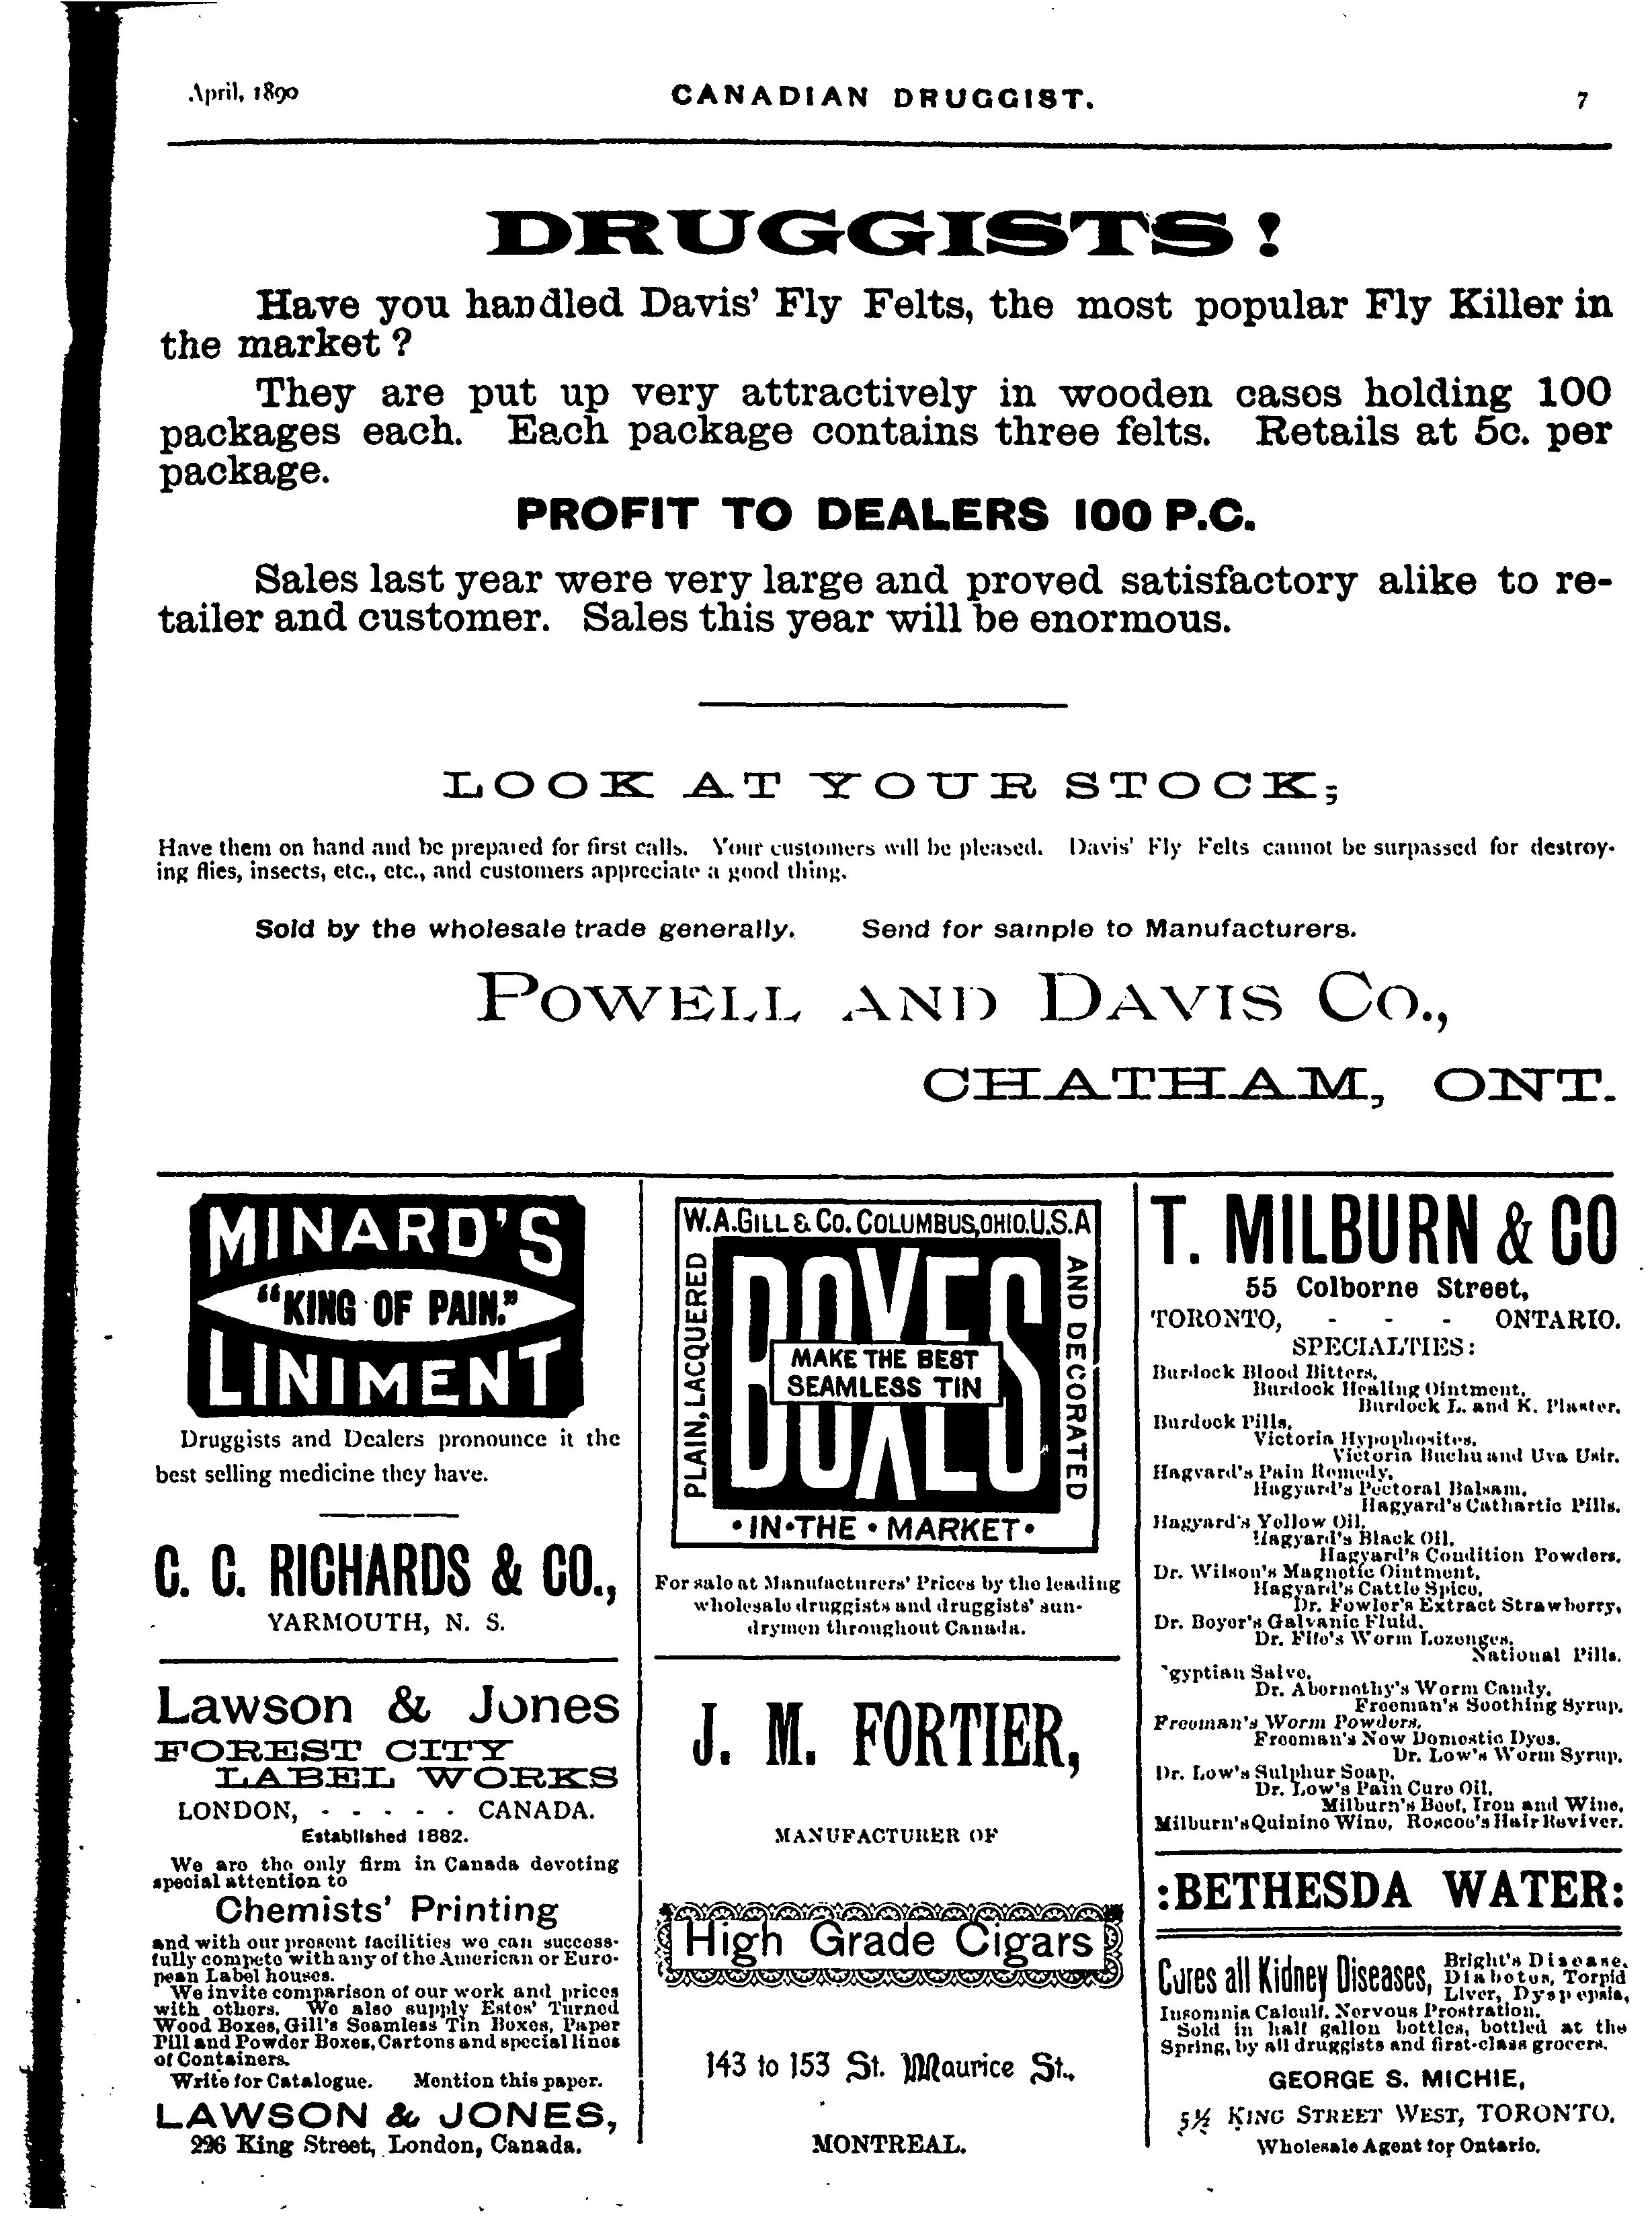 April, 1890
CANADIAN DRUGGIST.
7
DRUGGISTS!
Have you handled Davis' Fly Felts, the most popular Fly Killer in
the market?
They are put up very attractively in wooden cases holding 100
packages each. Each package contains three felts. Retails at 5c. per
package.
PROFIT TO DEALERS 100 P.C.
Sales last year were very large and proved satisfactory alike to re-
tailer and customer. Sales this year will be enormous.
LOOK AT YOUR STOCK;
Have them on hand and be prepared for first calls. Your customers will be pleased. Davis' Fly Felts cannot be surpassed for destroy-
ing flies, insects, etc., etc., and customers appreciate a good thing.
Sold by the wholesale trade generally. Send for sample to Manufacturers.
POWELL AND DAVIS CO.,
CHATHAM, ONT.
MINARD'S
"KING OF PAIN."
LINIMENT
Druggists and Dealers pronounce it the
best selling medicine they have.
C. C. RICHARDS & CO.,
YARMOUTH, N. S.
Lawson & Jones
FOREST CITY
LABEL WORKS
LONDON, - - - - - CANADA.
Established 1882.
We are the only firm in Canada devoting
special attention to
Chemists' Printing
and with our present facilities we can success-
fully compete with any of the American or Euro-
pean Label houses.
We invite comparison of our work and prices
with others. We also supply Estes' Turned
Wood Boxes, Gill's Seamless Tin Boxes, Paper
Pill and Powder Boxes, Cartons and special lines
of Containers.
Write for Catalogue. Mention this paper.
LAWSON & JONES,
226 King Street, London, Canada.
W.A.GILL & CO. COLUMBUS, OHIO. U.S.A
PLAIN, LACQUERED
AND DECORATED
BOXES
MAKE THE BEST
SEAMLESS TIN
BOXES
•IN•THE•MARKET•
For sale at Manufacturers' Prices by the leading
wholesale druggists and druggists' sun-
drymen throughout Canada.
J. M. FORTIER,
MANUFACTURER OF
High Grade Cigars
143 to 153 St. Maurice St.,
MONTREAL.
T. MILBURN & CO
55 Colborne Street,
TORONTO, - - - ONTARIO.
SPECIALTIES:
Burdock Blood Bitters,
Burdock Healing Ointment,
Burdock L. and K. Plaster,
Burdock Pills,
Victoria Hypophosites,
Victoria Buchu and Uva Usir.
Hagyard's Pain Remedy,
Hagyard's Pectoral Balsam,
Hagyard's Cathartic Pills.
Hagyard's Yellow Oil,
Hagyard's Black Oil,
Hagyard's Condition Powders,
Dr. Wilson's Magnetic Ointment,
Hagyard's Cattle Spice,
Dr. Fowler's Extract Strawberry,
Dr. Boyer's Galvanic Fluid,
Dr. Fife's Worm Lozenges,
National Pills.
gyptian Salve,
Dr. Abernethy's Worm Candy,
Freeman's Soothing Syrup,
Freeman's Worm Powders,
Freeman's New Domestic Dyes.
Dr. Low's Worm Syrup,
Dr. Low's Sulphur Soap,
Dr. Low's Pain Cure Oil,
Milburn's Beef, Iron and Wine,
Milburn's Quinine Wine, Roscoe's Hair Reviver.
:BETHESDA WATER:
Cures all Kidney Diseases, Bright's Disease,
Diabetes, Torpid
Liver, Dyspepsia,
Insomnia Calculi, Nervous Prostration.
Sold in half gallon bottles, bottled at the
Spring, by all druggists and first-class grocers.
GEORGE S. MICHIE,
5½ KING STREET WEST, TORONTO,
Wholesale Agent for Ontario.